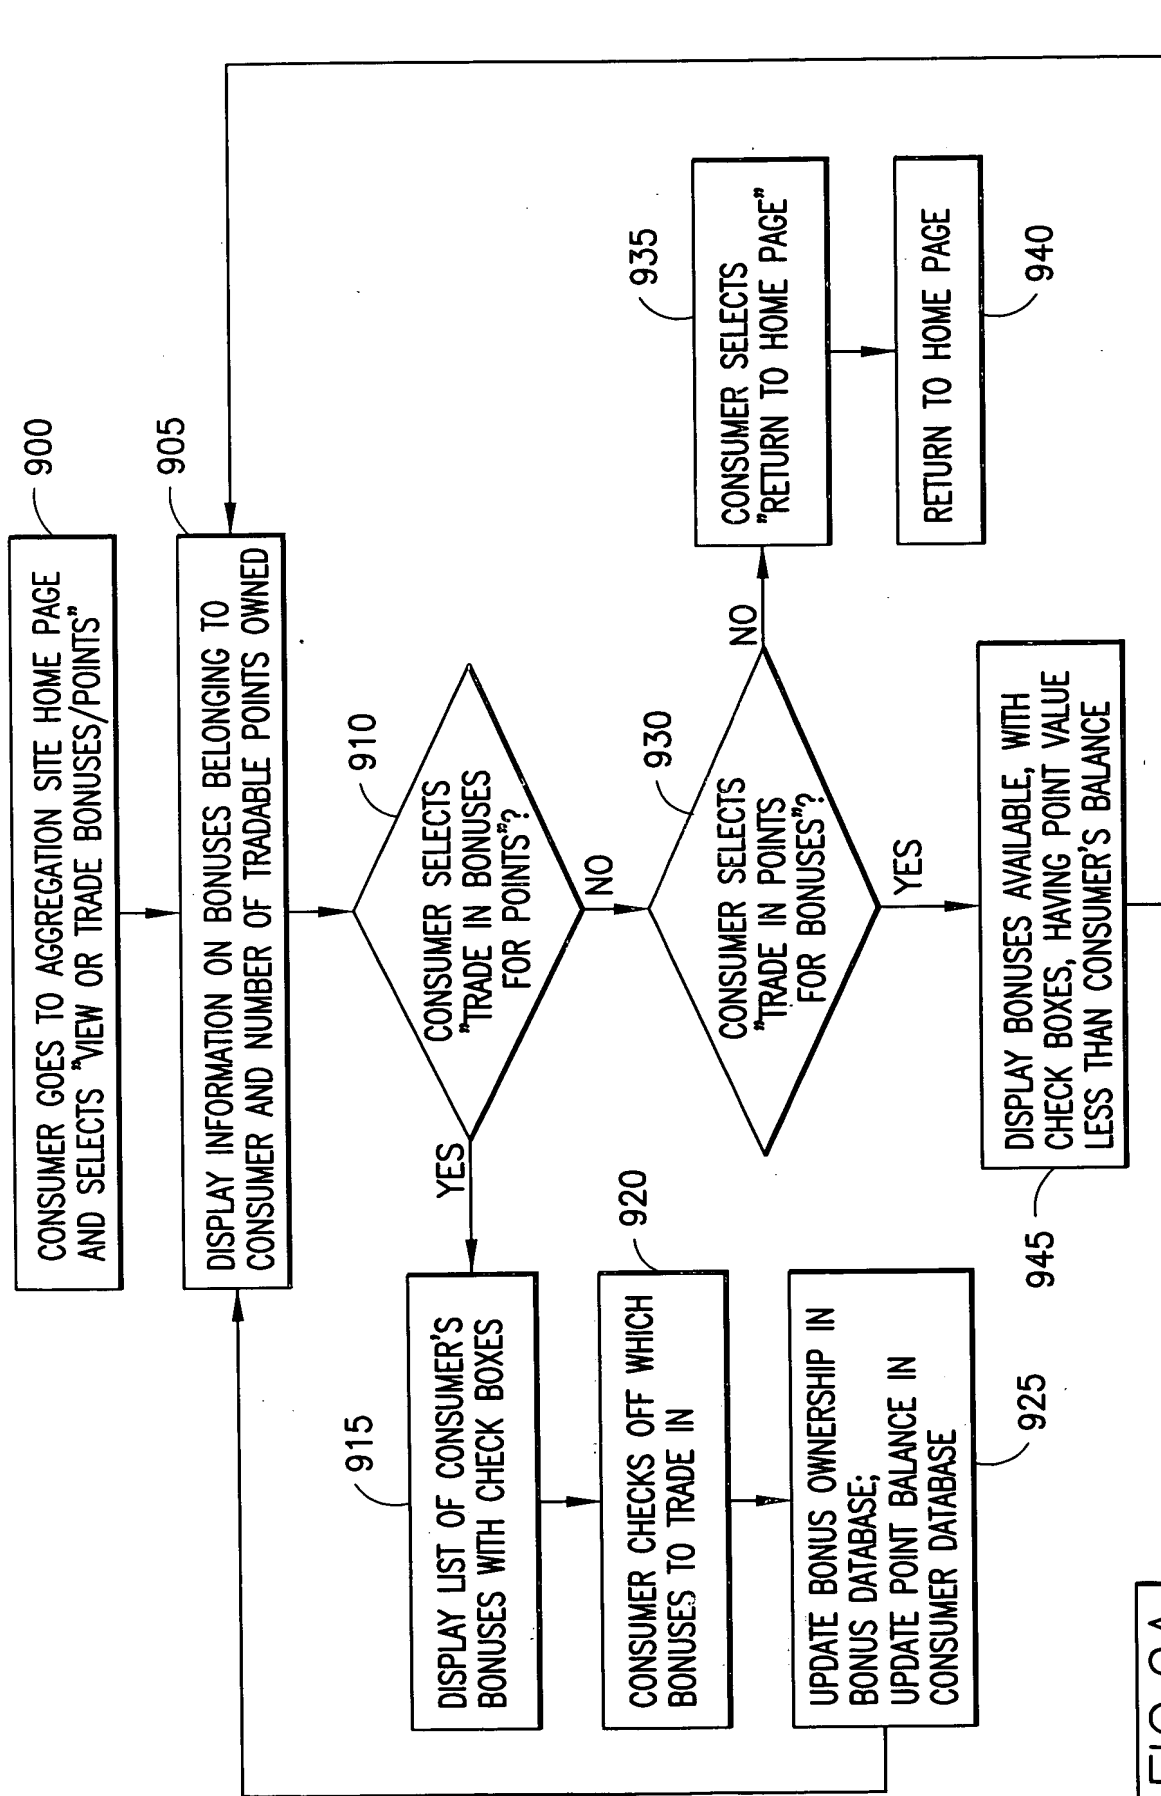 900
CONSUMER GOES TO AGGREGATION SITE HOME PAGE
AND SELECTS "VIEW OR TRADE BONUSES/POINTS"
905
DISPLAY INFORMATION ON BONUSES BELONGING TO
CONSUMER AND NUMBER OF TRADABLE POINTS OWNED
910
CONSUMER SELECTS
"TRADE IN BONUSES
FOR POINTS"?
YES
NO
915
DISPLAY LIST OF CONSUMER'S
BONUSES WITH CHECK BOXES
920
CONSUMER CHECKS OFF WHICH
BONUSES TO TRADE IN
925
UPDATE BONUS OWNERSHIP IN
BONUS DATABASE;
UPDATE POINT BALANCE IN
CONSUMER DATABASE
930
CONSUMER SELECTS
"TRADE IN POINTS
FOR BONUSES"?
NO
YES
935
CONSUMER SELECTS
"RETURN TO HOME PAGE"
RETURN TO HOME PAGE
940
945
DISPLAY BONUSES AVAILABLE, WITH
CHECK BOXES, HAVING POINT VALUE
LESS THAN CONSUMER'S BALANCE